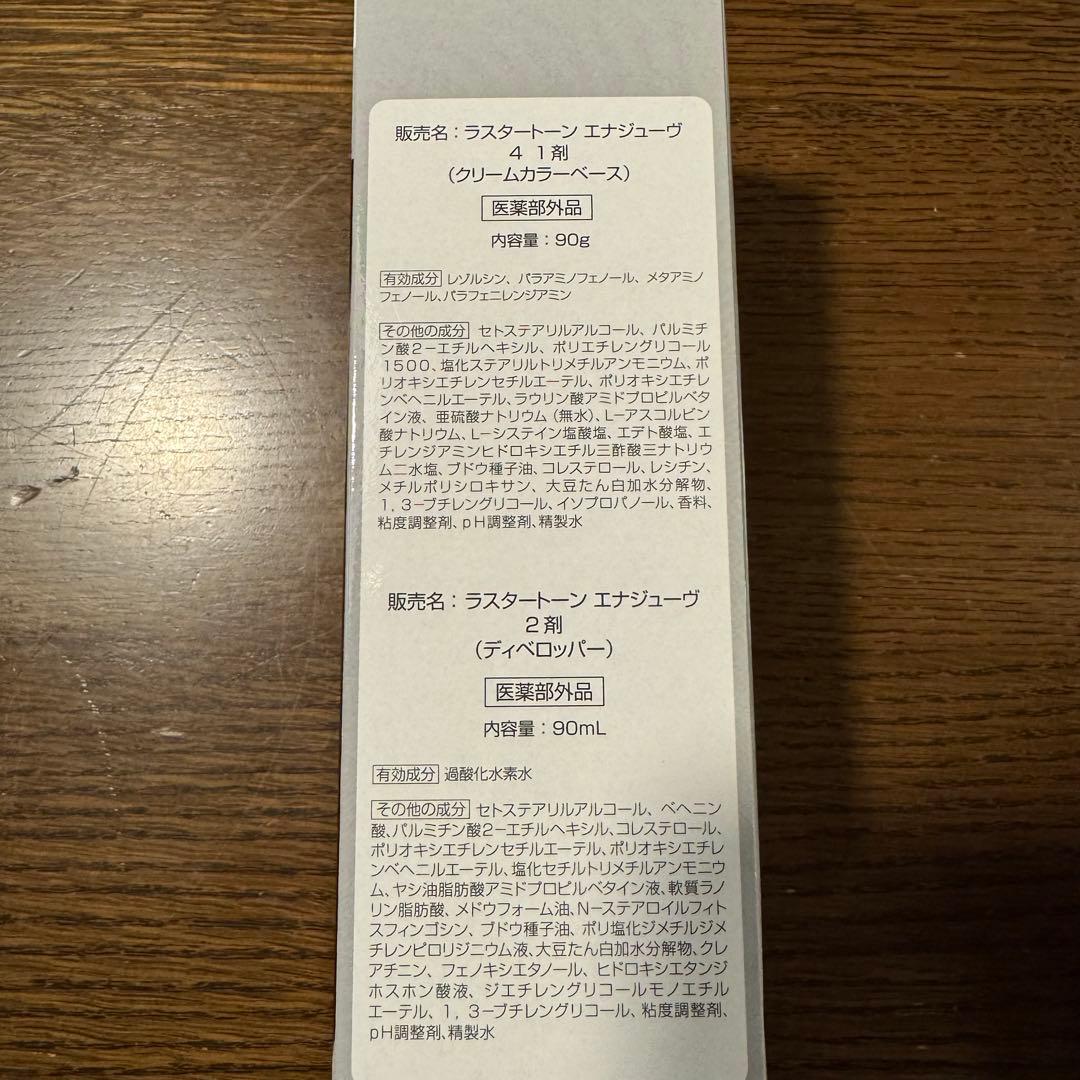 販売名：ラスタートーン エナジューヴ
4 1剤
（クリームカラーベース）
医薬部外品
内容量：90g
有効成分 レゾルシン、パラアミノフェノール、メタアミノ
フェノール、パラフェニレンジアミン
その他の成分 セトステアリルアルコール、パルミチ
ン酸2－エチルヘキシル、ポリエチレングリコール
1500、塩化ステアリルトリメチルアンモニウム、ポ
リオキシエチレンセチルエーテル、ポリオキシエチレ
ンベヘニルエーテル、ラウリン酸アミドプロピルベタ
イン液、亜硫酸ナトリウム（無水）、L－アスコルビン
酸ナトリウム、L－システイン塩酸塩、エデト酸塩、エ
チレンジアミンヒドロキシエチル三酢酸三ナトリウ
ム二水塩、ブドウ種子油、コレステロール、レシチン、
メチルポリシロキサン、大豆たん白加水分解物、
1，3－ブチレングリコール、イソプロパノール、香料、
粘度調整剤、pH調整剤、精製水
販売名：ラスタートーン エナジューヴ
2剤
（ディベロッパー）
医薬部外品
内容量：90mL
有効成分 過酸化水素水
その他の成分 セトステアリルアルコール、ベヘニン
酸、パルミチン酸2－エチルヘキシル、コレステロール、
ポリオキシエチレンセチルエーテル、ポリオキシエチレ
ンベヘニルエーテル、塩化セチルトリメチルアンモニウ
ム、ヤシ油脂肪酸アミドプロピルベタイン液、軟質ラノ
リン脂肪酸、メドウフォーム油、N－ステアロイルフィト
スフィンゴシン、ブドウ種子油、ポリ塩化ジメチルジメ
チレンピロリジニウム液、大豆たん白加水分解物、クレ
アチニン、フェノキシエタノール、ヒドロキシエタンジ
ホスホン酸液、ジエチレングリコールモノエチル
エーテル、1，3－ブチレングリコール、粘度調整剤、
pH調整剤、精製水